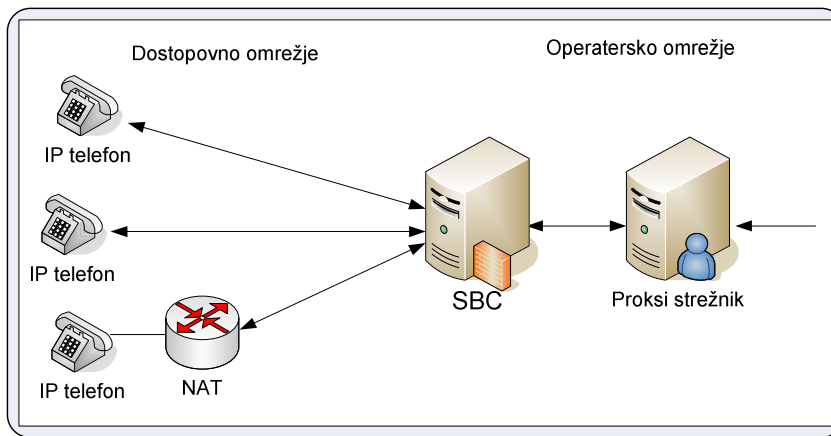 Dostopovno omrežje
Operatersko omrežje
IP telefon
IP telefon
SBC
Proksi strežnik
IP telefon
NAT